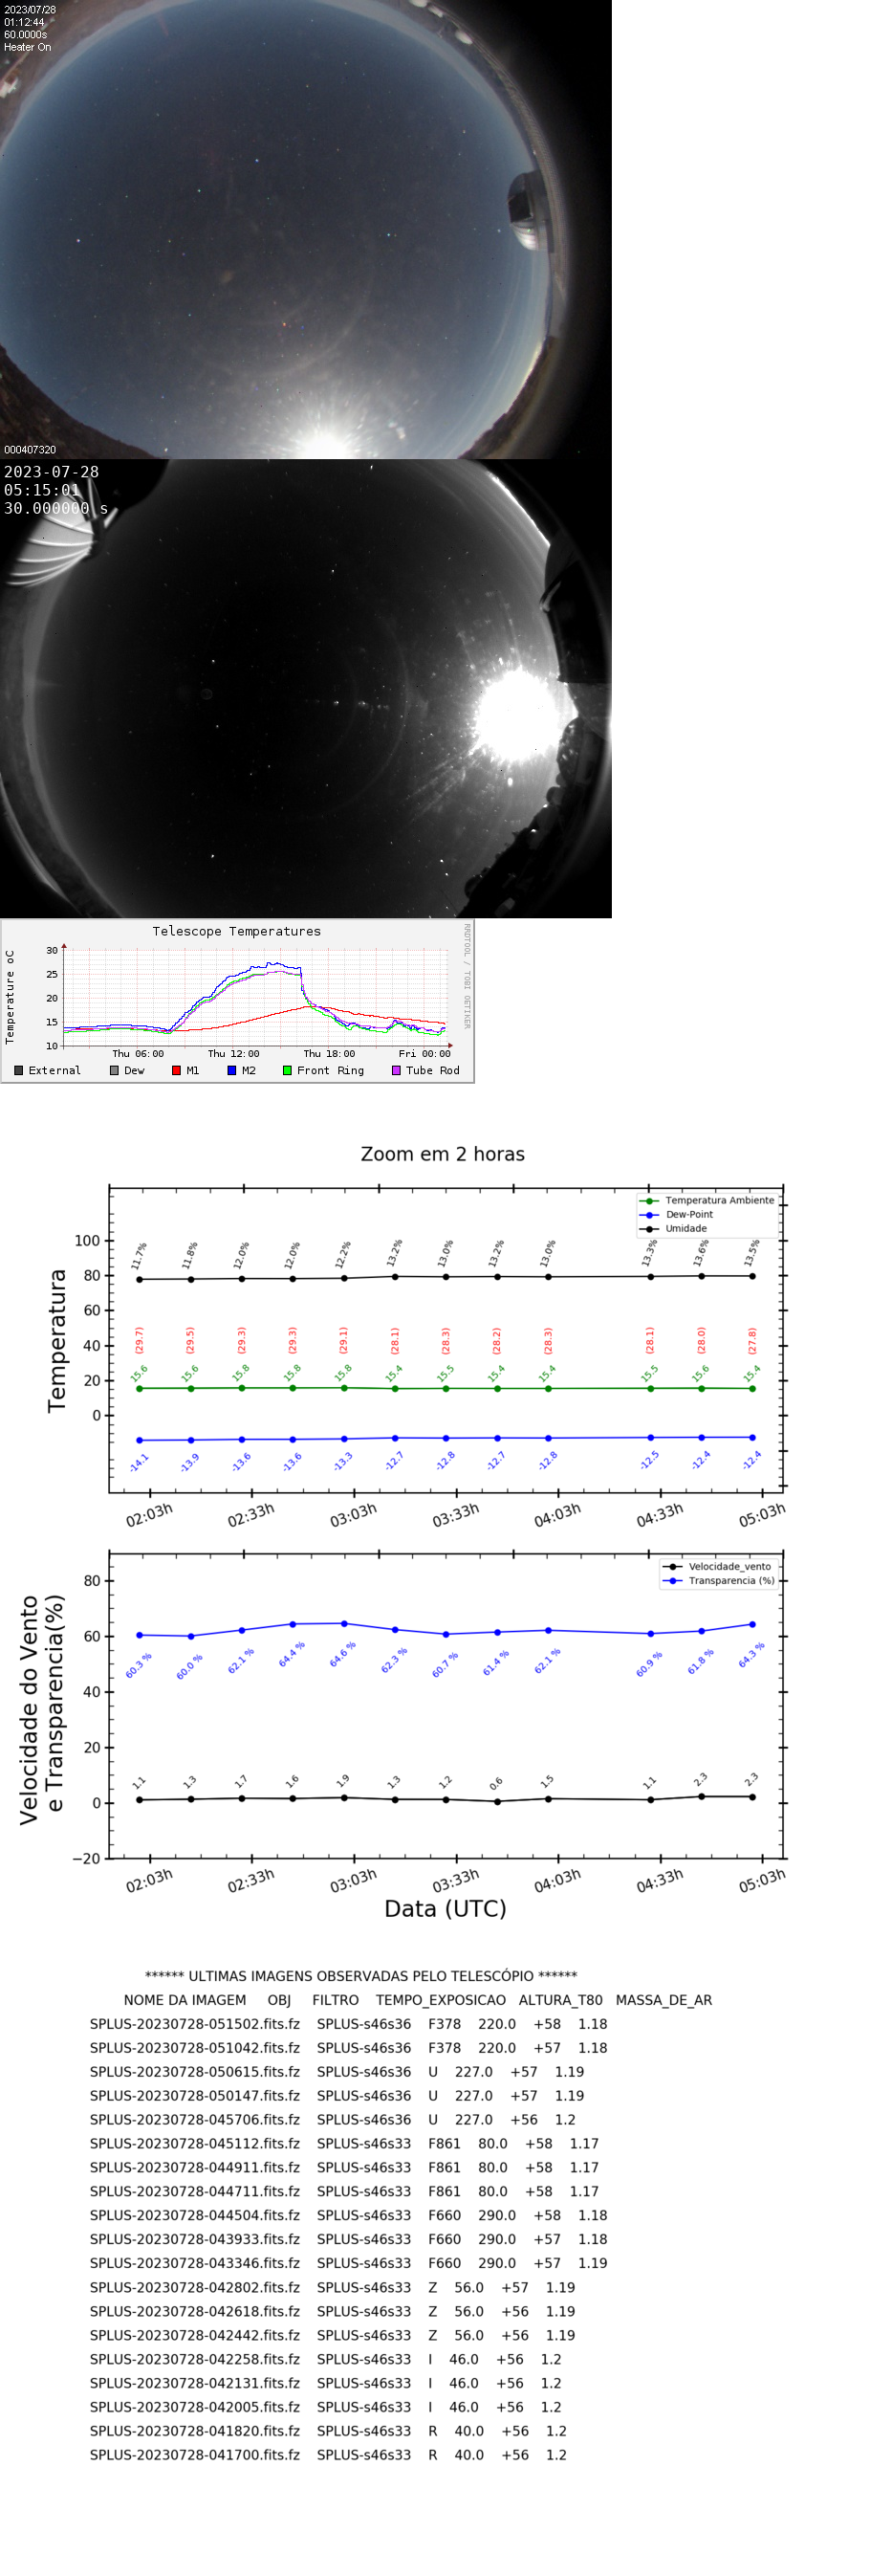 2023/07/28
01:12:44
60.0000s
Heater On
000407320
2023-07-28
05:15:01
30.000000 s
Telescope Temperatures
RRDTOOL / TOBI OETIKER
Temperature oC
30
25
20
15
10
Thu 06:00 Thu 12:00 Thu 18:00 Fri 00:00
External Dew M1 M2 Front Ring Tube Rod
Zoom em 2 horas
Temperatura Ambiente
Dew-Point
Umidade
Temperatura
100
80
60
40
20
0
11.7% 11.8% 12.0% 12.0% 12.2% 13.2% 13.0% 13.2% 13.0% 13.3% 13.6% 13.5%
(29.7) (29.5) (29.3) (29.3) (29.1) (28.1) (28.3) (28.2) (28.3) (28.1) (28.0) (27.8)
15.6 15.6 15.8 15.8 15.8 15.4 15.5 15.4 15.4 15.5 15.6 15.4
-14.1 -13.9 -13.6 -13.6 -13.3 -12.7 -12.8 -12.7 -12.8 -12.5 -12.4 -12.4
02:03h 02:33h 03:03h 03:33h 04:03h 04:33h 05:03h
Velocidade_vento
Transparencia (%)
Velocidade do Vento
e Transparencia(%)
80
60
40
20
0
−20
60.3 % 60.0 % 62.1 % 64.4 % 64.6 % 62.3 % 60.7 % 61.4 % 62.1 % 60.9 % 61.8 % 64.3 %
1.1 1.3 1.7 1.6 1.9 1.3 1.2 0.6 1.5 1.1 2.3 2.3
02:03h 02:33h 03:03h 03:33h 04:03h 04:33h 05:03h
Data (UTC)
****** ULTIMAS IMAGENS OBSERVADAS PELO TELESCÓPIO ******
NOME DA IMAGEM OBJ FILTRO TEMPO_EXPOSICAO ALTURA_T80 MASSA_DE_AR
SPLUS-20230728-051502.fits.fz SPLUS-s46s36 F378 220.0 +58 1.18
SPLUS-20230728-051042.fits.fz SPLUS-s46s36 F378 220.0 +57 1.18
SPLUS-20230728-050615.fits.fz SPLUS-s46s36 U 227.0 +57 1.19
SPLUS-20230728-050147.fits.fz SPLUS-s46s36 U 227.0 +57 1.19
SPLUS-20230728-045706.fits.fz SPLUS-s46s36 U 227.0 +56 1.2
SPLUS-20230728-045112.fits.fz SPLUS-s46s33 F861 80.0 +58 1.17
SPLUS-20230728-044911.fits.fz SPLUS-s46s33 F861 80.0 +58 1.17
SPLUS-20230728-044711.fits.fz SPLUS-s46s33 F861 80.0 +58 1.17
SPLUS-20230728-044504.fits.fz SPLUS-s46s33 F660 290.0 +58 1.18
SPLUS-20230728-043933.fits.fz SPLUS-s46s33 F660 290.0 +57 1.18
SPLUS-20230728-043346.fits.fz SPLUS-s46s33 F660 290.0 +57 1.19
SPLUS-20230728-042802.fits.fz SPLUS-s46s33 Z 56.0 +57 1.19
SPLUS-20230728-042618.fits.fz SPLUS-s46s33 Z 56.0 +56 1.19
SPLUS-20230728-042442.fits.fz SPLUS-s46s33 Z 56.0 +56 1.19
SPLUS-20230728-042258.fits.fz SPLUS-s46s33 I 46.0 +56 1.2
SPLUS-20230728-042131.fits.fz SPLUS-s46s33 I 46.0 +56 1.2
SPLUS-20230728-042005.fits.fz SPLUS-s46s33 I 46.0 +56 1.2
SPLUS-20230728-041820.fits.fz SPLUS-s46s33 R 40.0 +56 1.2
SPLUS-20230728-041700.fits.fz SPLUS-s46s33 R 40.0 +56 1.2